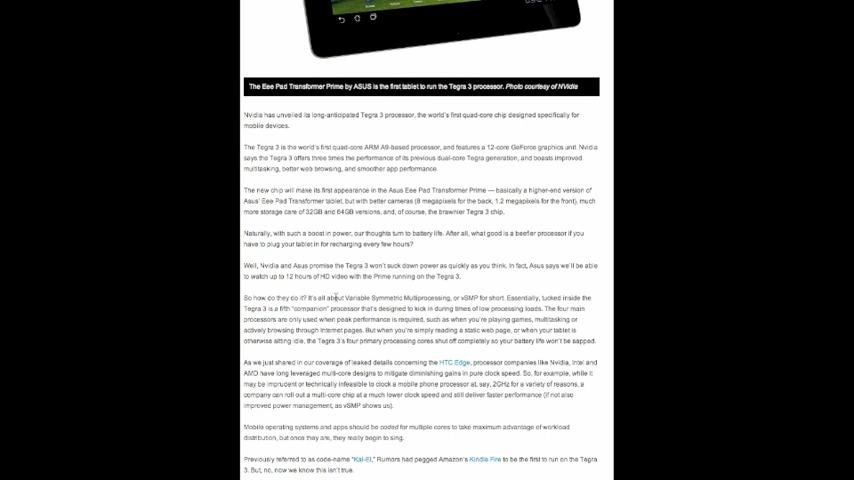 The Eee Pad Transformer Prime by ASUS is the first tablet to run the Tegra 3 processor. Photo courtesy of NVidia
Nvidia has unveiled its long-anticipated Tegra 3 processor, the world's first quad-core chip designed specifically for
mobile devices.
The Tegra 3 is the world's first quad-core ARM A9-based processor, and features a 12-core GeForce graphics unit. Nvidia
says the Tegra 3 offers three times the performance of its previous dual-core Tegra generation, and boasts improved
multitasking, better web browsing, and smoother app performance.
The new chip will make its first appearance in the Asus Eee Pad Transformer Prime — basically a higher-end version of
Asus' Eee Pad Transformer tablet, but with better cameras (8 megapixels for the back, 1.2 megapixels for the front), much
more storage care of 32GB and 64GB versions, and, of course, the brawnier Tegra 3 chip.
Naturally, with such a boost in power, our thoughts turn to battery life. After all, what good is a beefier processor if you
have to plug your tablet in for recharging every few hours?
Well, Nvidia and Asus promise the Tegra 3 won't suck down power as quickly as you think. In fact, Asus says we'll be able
to watch up to 12 hours of HD video with the Prime running on the Tegra 3.
So how do they do it? It's all about Variable Symmetric Multiprocessing, or vSMP for short. Essentially, tucked inside the
Tegra 3 is a fifth "companion" processor that's designed to kick in during times of low processing loads. The four main
processors are only used when peak performance is required, such as when you're playing games, multitasking or
actively browsing through Internet pages. But when you're simply reading a static web page, or when your tablet is
otherwise sitting idle, the Tegra 3's four primary processing cores shut off completely so your battery life won't be sapped.
As we just shared in our coverage of leaked details concerning the HTC Edge, processor companies like Nvidia, Intel and
AMD have long leveraged multi-core designs to mitigate diminishing gains in pure clock speed. So, for example, while it
may be imprudent or technically infeasible to clock a mobile phone processor at, say, 2GHz for a variety of reasons, a
company can roll out a multi-core chip at a much lower clock speed and still deliver faster performance (if not also
improved power management, as vSMP shows us).
Mobile operating systems and apps should be coded for multiple cores to take maximum advantage of workload
distribution, but once they are, they really begin to sing.
Previously referred to as code-name "Kal-El," Rumors had pegged Amazon's Kindle Fire to be the first to run on the Tegra
3. But, no, now we know this isn't true.